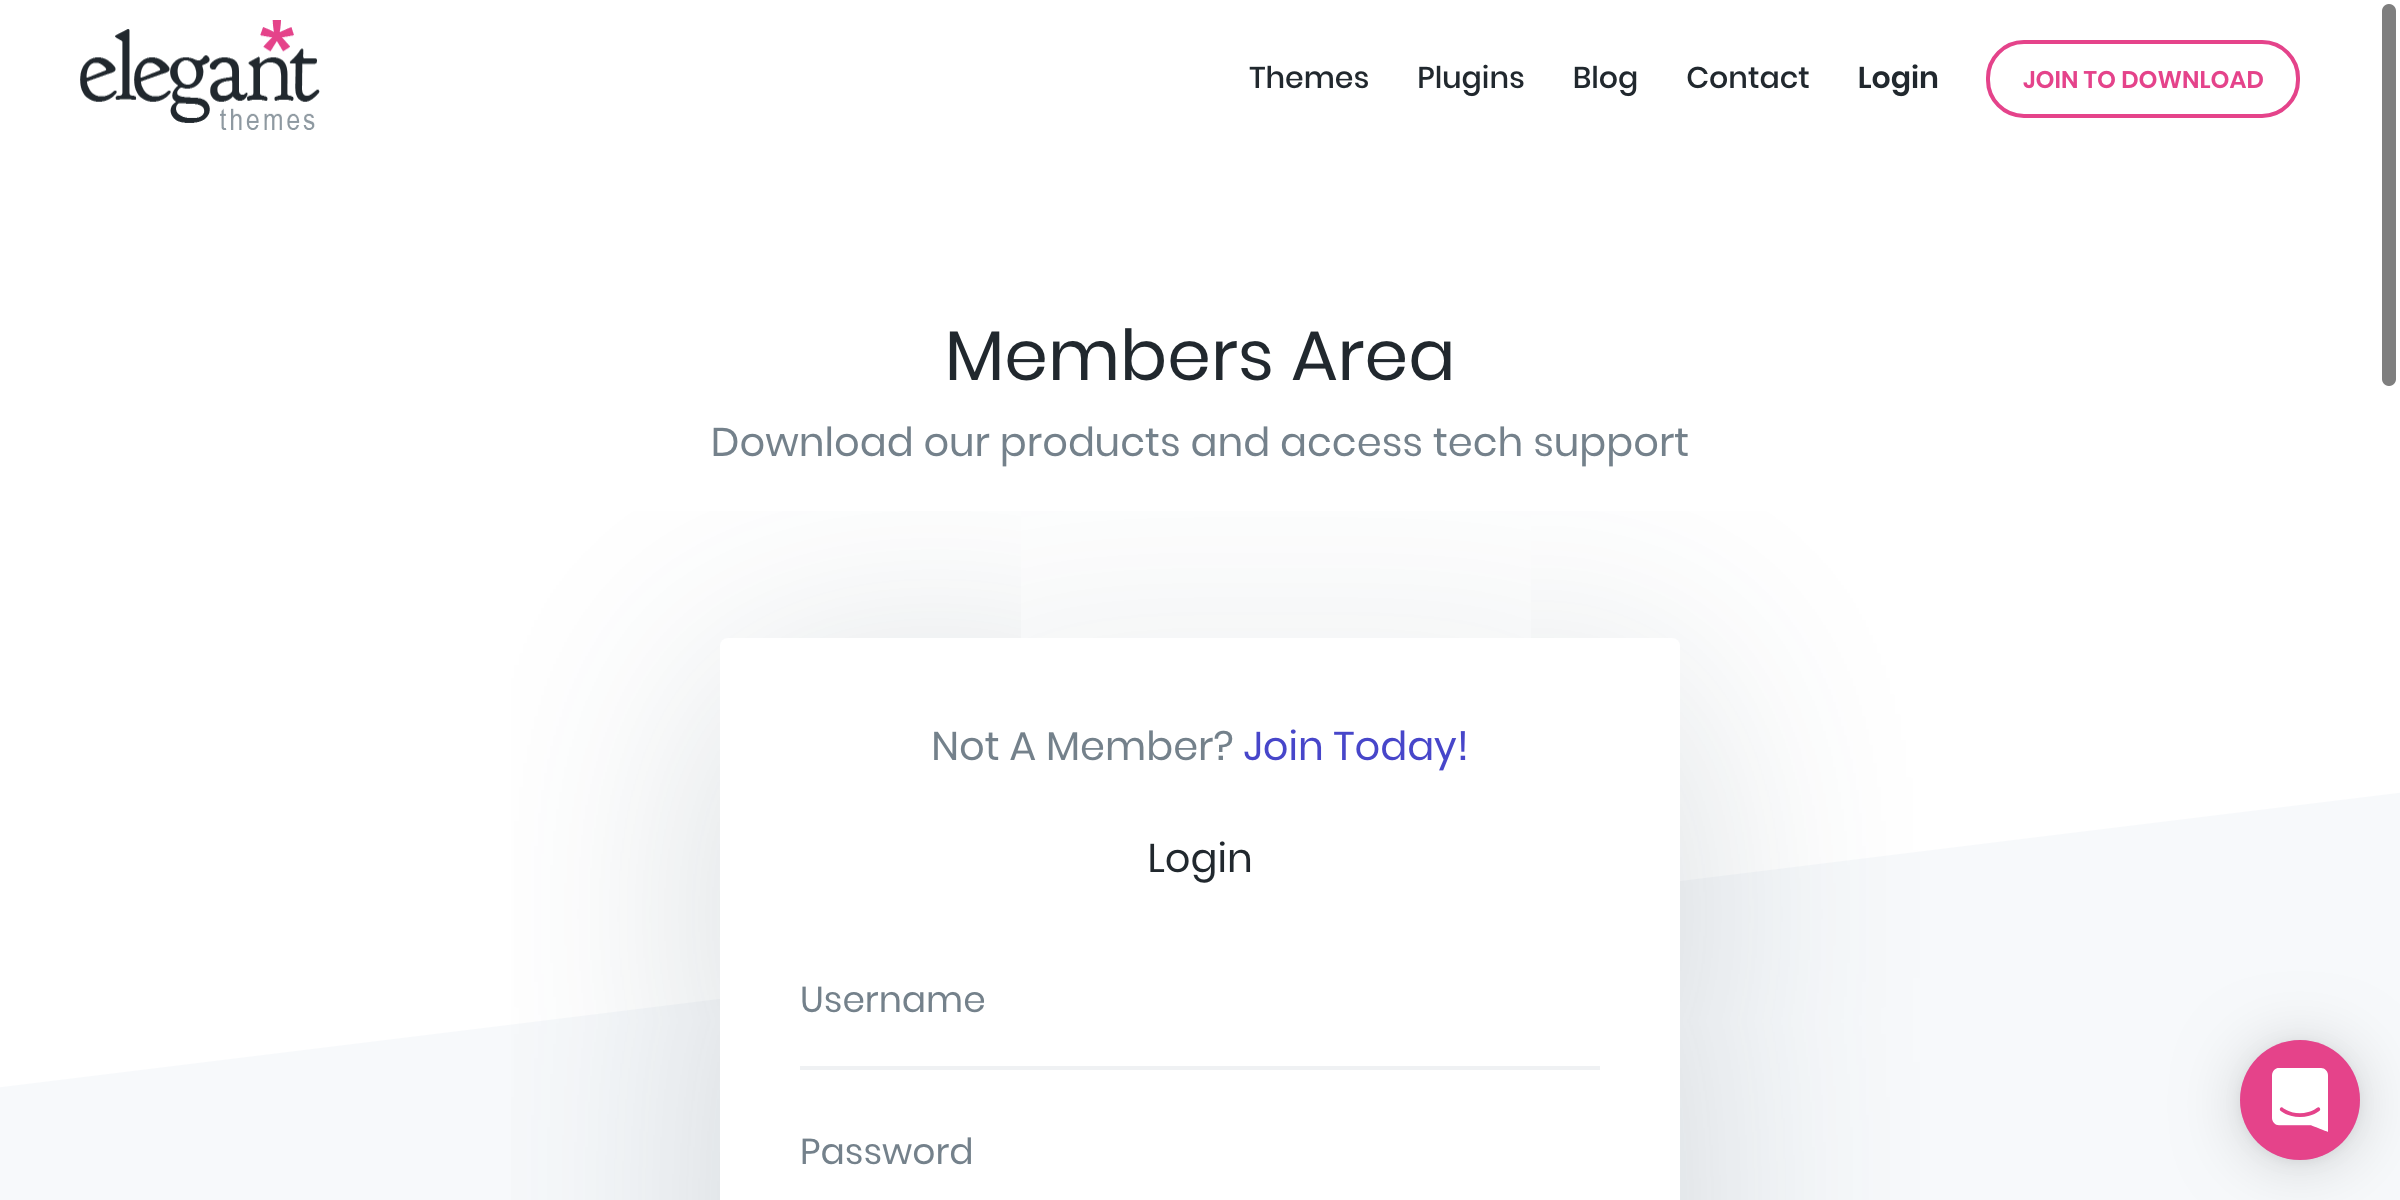 elegant
themes
Themes Plugins Blog Contact Login JOIN TO DOWNLOAD
Members Area
Download our products and access tech support
Not A Member? Join Today!
Login
Username
Password